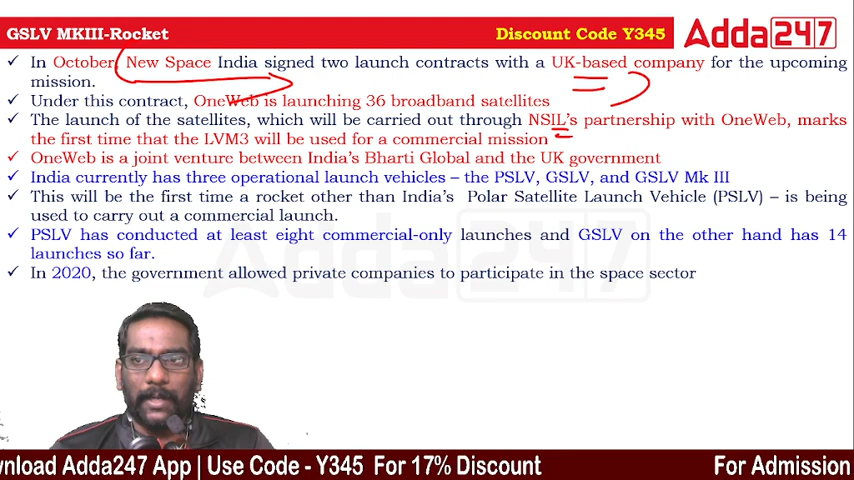 GSLV MKIII-Rocket
Discount Code Y345
Adda247
✓ In October, New Space India signed two launch contracts with a UK-based company for the upcoming
mission.
✓ Under this contract, OneWeb is launching 36 broadband satellites
✓ The launch of the satellites, which will be carried out through NSIL's partnership with OneWeb, marks
the first time that the LVM3 will be used for a commercial mission
✓ OneWeb is a joint venture between India's Bharti Global and the UK government
✓ India currently has three operational launch vehicles – the PSLV, GSLV, and GSLV Mk III
✓ This will be the first time a rocket other than India's Polar Satellite Launch Vehicle (PSLV) – is being
used to carry out a commercial launch.
✓ PSLV has conducted at least eight commercial-only launches and GSLV on the other hand has 14
launches so far.
✓ In 2020, the government allowed private companies to participate in the space sector
Adda247
wnload Adda247 App | Use Code - Y345 For 17% Discount
For Admission